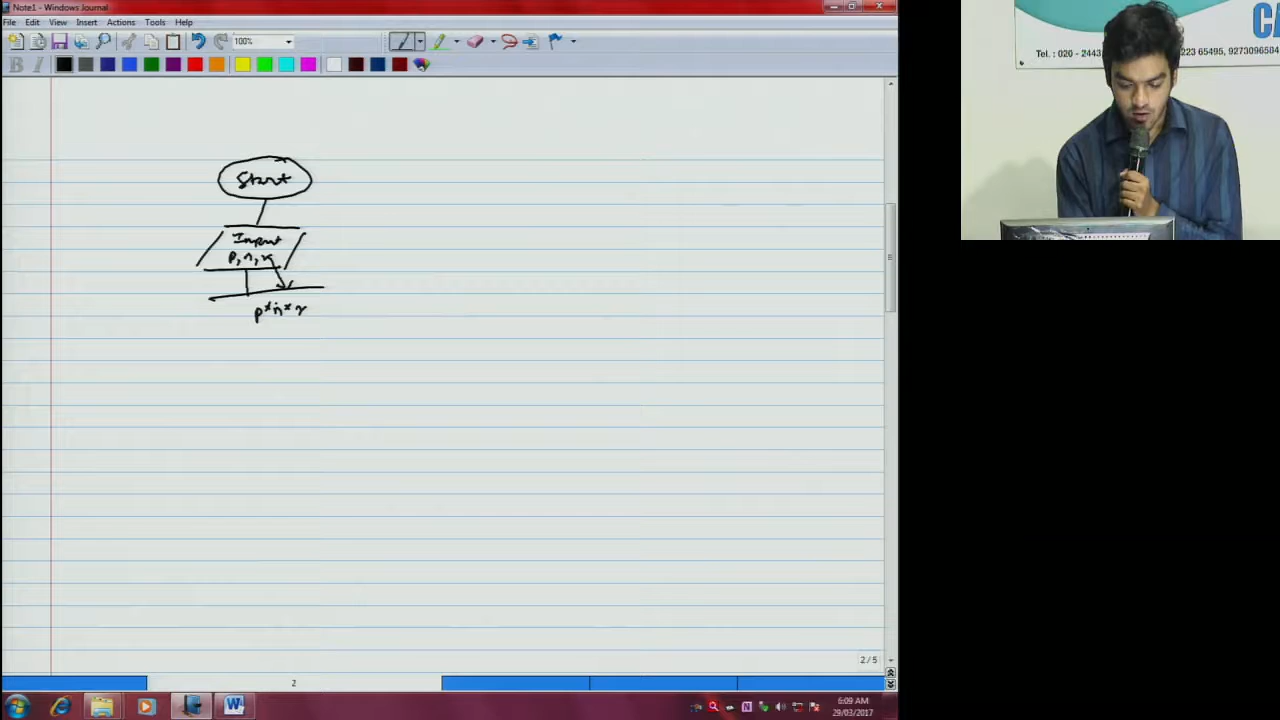 Note1 - Windows Journal
File Edit View Insert Actions Tools Help
100%
CA
Tel. : 020 - 2443 223 65495, 9273096584
Start
Input
p, n, r
p*n*r
2 / 5
2
6:09 AM
29/03/2017